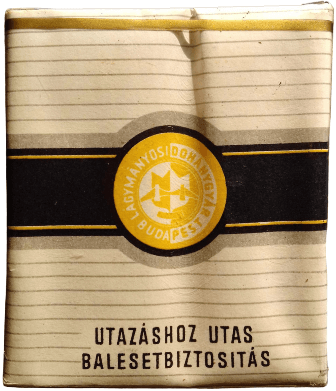 LÁGYMÁNYOSI DOHÁNYGYÁR
BUDAPEST
UTAZÁSHOZ UTAS
BALESETBIZTOSITÁS